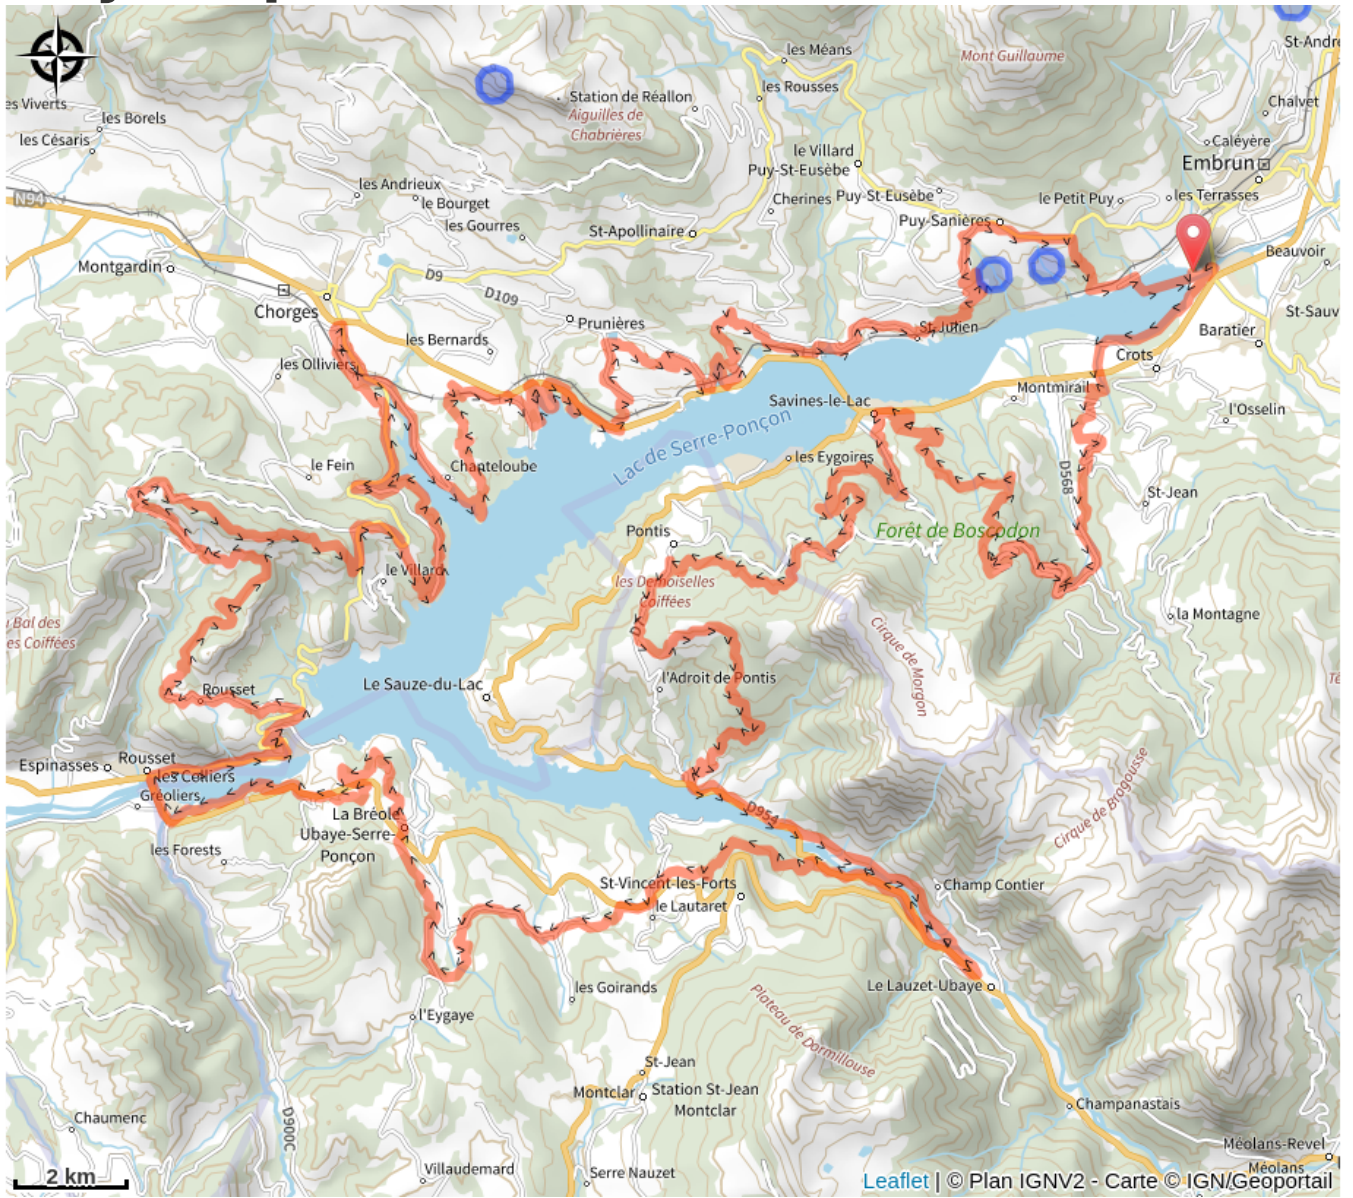 les Méans
St-André
Mont Guillaume
les Rousses
Station de Réallon
Aiguilles de
Chabrières
Chalvet
es Viverts
les Borels
les Césaris
Caléyère
le Villard
Embrun
Puy-St-Eusèbe
les Andrieux
le Bourget
Cherines
Puy-St-Eusèbe
le Petit Puy
les Terrasses
N94
les Gourres
St-Apollinaire
Puy-Sanières
Beauvoir
Montgardin
D9
D109
Chorges
Prunières
St-Julien
St-Sauv
Baratier
les Bernards
les Olliviers
Crots
Montmirail
Savines-le-Lac
l'Osselin
Lac de Serre-Ponçon
le Fein
Chanteloube
les Eygoires
D568
St-Jean
Pontis
Forêt de Boscodon
le Villard
les Demoiselles
Coiffées
u Bal des
es Coiffées
la Montagne
Cirque de Morgon
Rousset
Le Sauze-du-Lac
l'Adroit de Pontis
Espinasses
Rousset
les Celliers
Gréoliers
D954
Cirque de Bragousse
La Bréole
Ubaye-Serre-
Ponçon
les Forests
St-Vincent-les-Forts
le Lautaret
Champ Contier
les Goirands
Le Lauzet-Ubaye
l'Eygaye
Plateau de Dormillouse
St-Jean
Montclar
Station St-Jean
Montclar
Champanastais
Chaumenc
D900C
Méolans-Revel
Villaudemard
Serre Nauzet
Méolans
2 km
Leaflet | © Plan IGNV2 - Carte © IGN/Geoportail